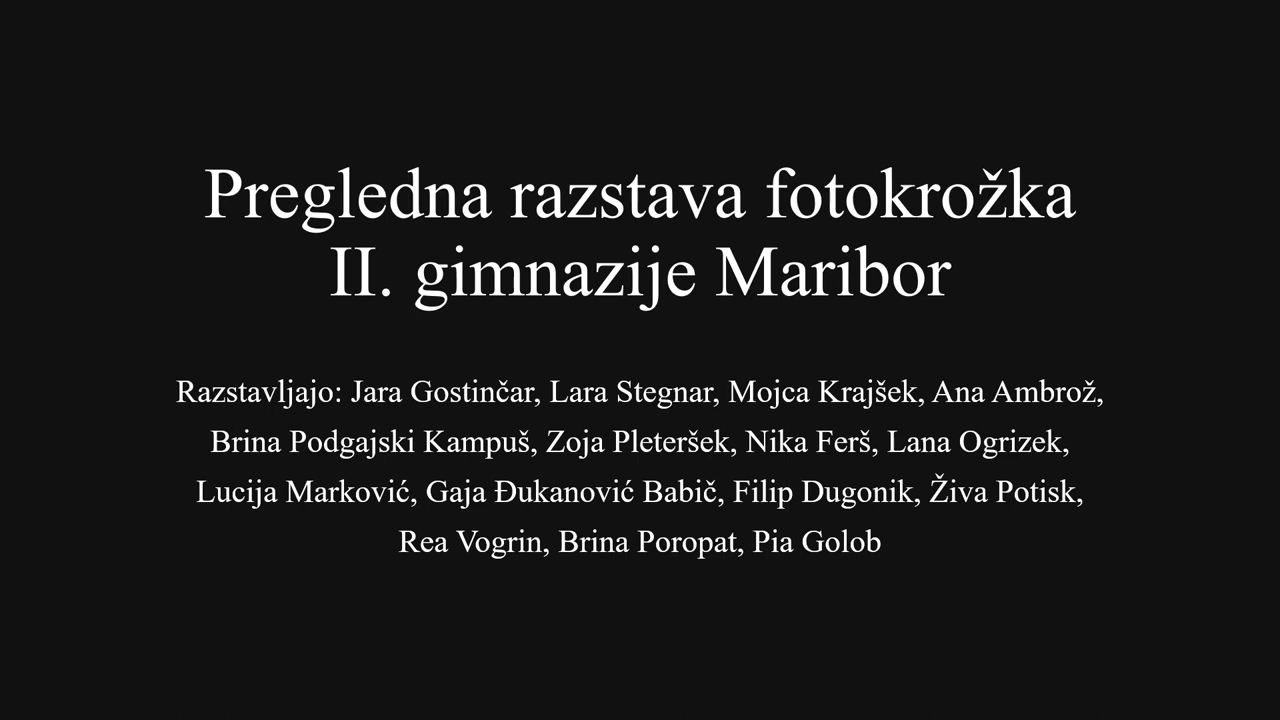 Pregledna razstava fotokrožka
II. gimnazije Maribor
Razstavljajo: Jara Gostinčar, Lara Stegnar, Mojca Krajšek, Ana Ambrož,
Brina Podgajski Kampuš, Zoja Pleteršek, Nika Ferš, Lana Ogrizek,
Lucija Marković, Gaja Đukanović Babič, Filip Dugonik, Živa Potisk,
Rea Vogrin, Brina Poropat, Pia Golob